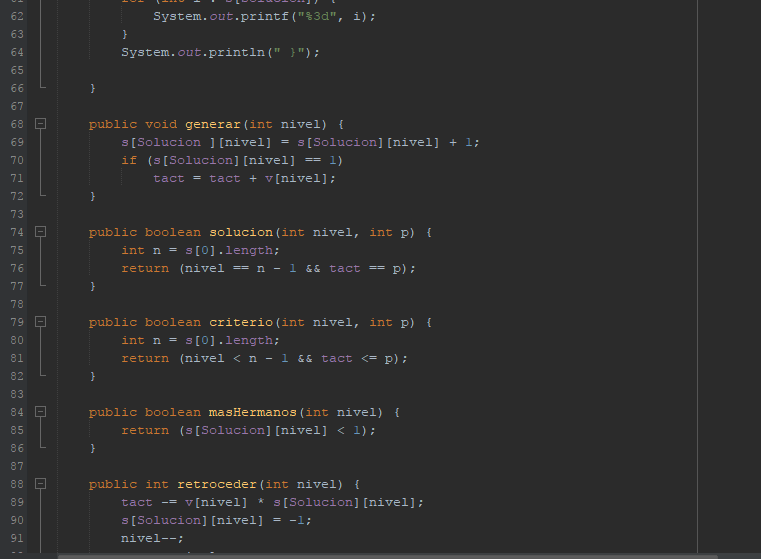 61 for (int i : s[Solucion]) {
62 System.out.printf("%3d", i);
63 }
64 System.out.println(" }");
65
66 }
67
68 public void generar(int nivel) {
69 s[Solucion ][nivel] = s[Solucion][nivel] + 1;
70 if (s[Solucion][nivel] == 1)
71 tact = tact + v[nivel];
72 }
73
74 public boolean solucion(int nivel, int p) {
75 int n = s[0].length;
76 return (nivel == n - 1 && tact == p);
77 }
78
79 public boolean criterio(int nivel, int p) {
80 int n = s[0].length;
81 return (nivel < n - 1 && tact <= p);
82 }
83
84 public boolean masHermanos(int nivel) {
85 return (s[Solucion][nivel] < 1);
86 }
87
88 public int retroceder(int nivel) {
89 tact -= v[nivel] * s[Solucion][nivel];
90 s[Solucion][nivel] = -1;
91 nivel--;